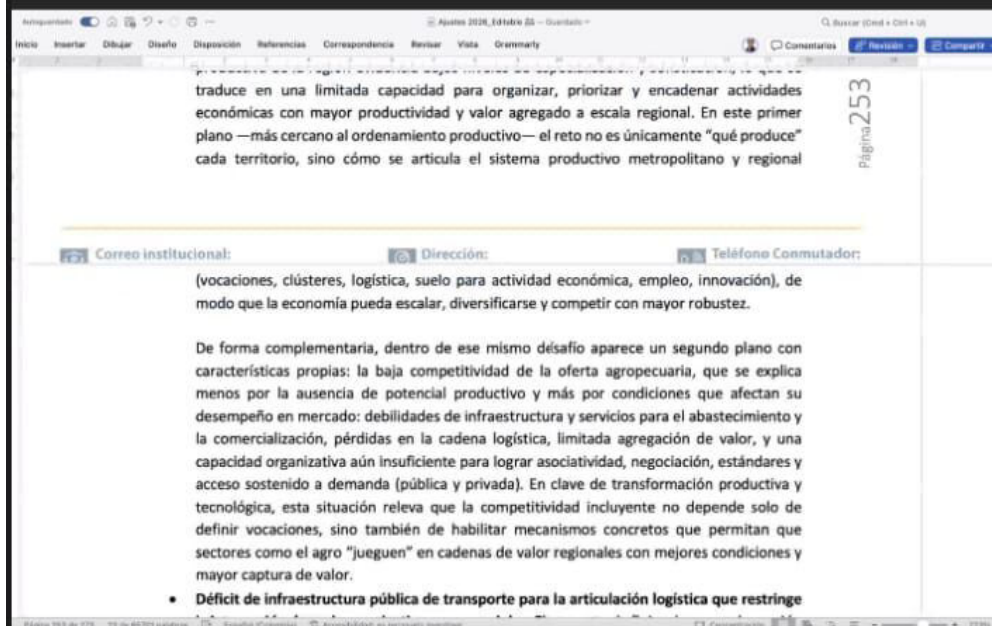 Autoguardado
Ajustes 2026_Editable ZG — Guardado
Buscar (Cmd + Ctrl + U)
Inicio Insertar Dibujar Diseño Disposición Referencias Correspondencia Revisar Vista Grammarly
Comentarios Revisión Compartir
traduce en una limitada capacidad para organizar, priorizar y encadenar actividades
económicas con mayor productividad y valor agregado a escala regional. En este primer
plano —más cercano al ordenamiento productivo— el reto no es únicamente “qué produce”
cada territorio, sino cómo se articula el sistema productivo metropolitano y regional
Página253
Correo institucional: Dirección: Teléfono Conmutador:
(vocaciones, clústeres, logística, suelo para actividad económica, empleo, innovación), de
modo que la economía pueda escalar, diversificarse y competir con mayor robustez.
De forma complementaria, dentro de ese mismo desafío aparece un segundo plano con
características propias: la baja competitividad de la oferta agropecuaria, que se explica
menos por la ausencia de potencial productivo y más por condiciones que afectan su
desempeño en mercado: debilidades de infraestructura y servicios para el abastecimiento y
la comercialización, pérdidas en la cadena logística, limitada agregación de valor, y una
capacidad organizativa aún insuficiente para lograr asociatividad, negociación, estándares y
acceso sostenido a demanda (pública y privada). En clave de transformación productiva y
tecnológica, esta situación releva que la competitividad incluyente no depende solo de
definir vocaciones, sino también de habilitar mecanismos concretos que permitan que
sectores como el agro “jueguen” en cadenas de valor regionales con mejores condiciones y
mayor captura de valor.
• Déficit de infraestructura pública de transporte para la articulación logística que restringe